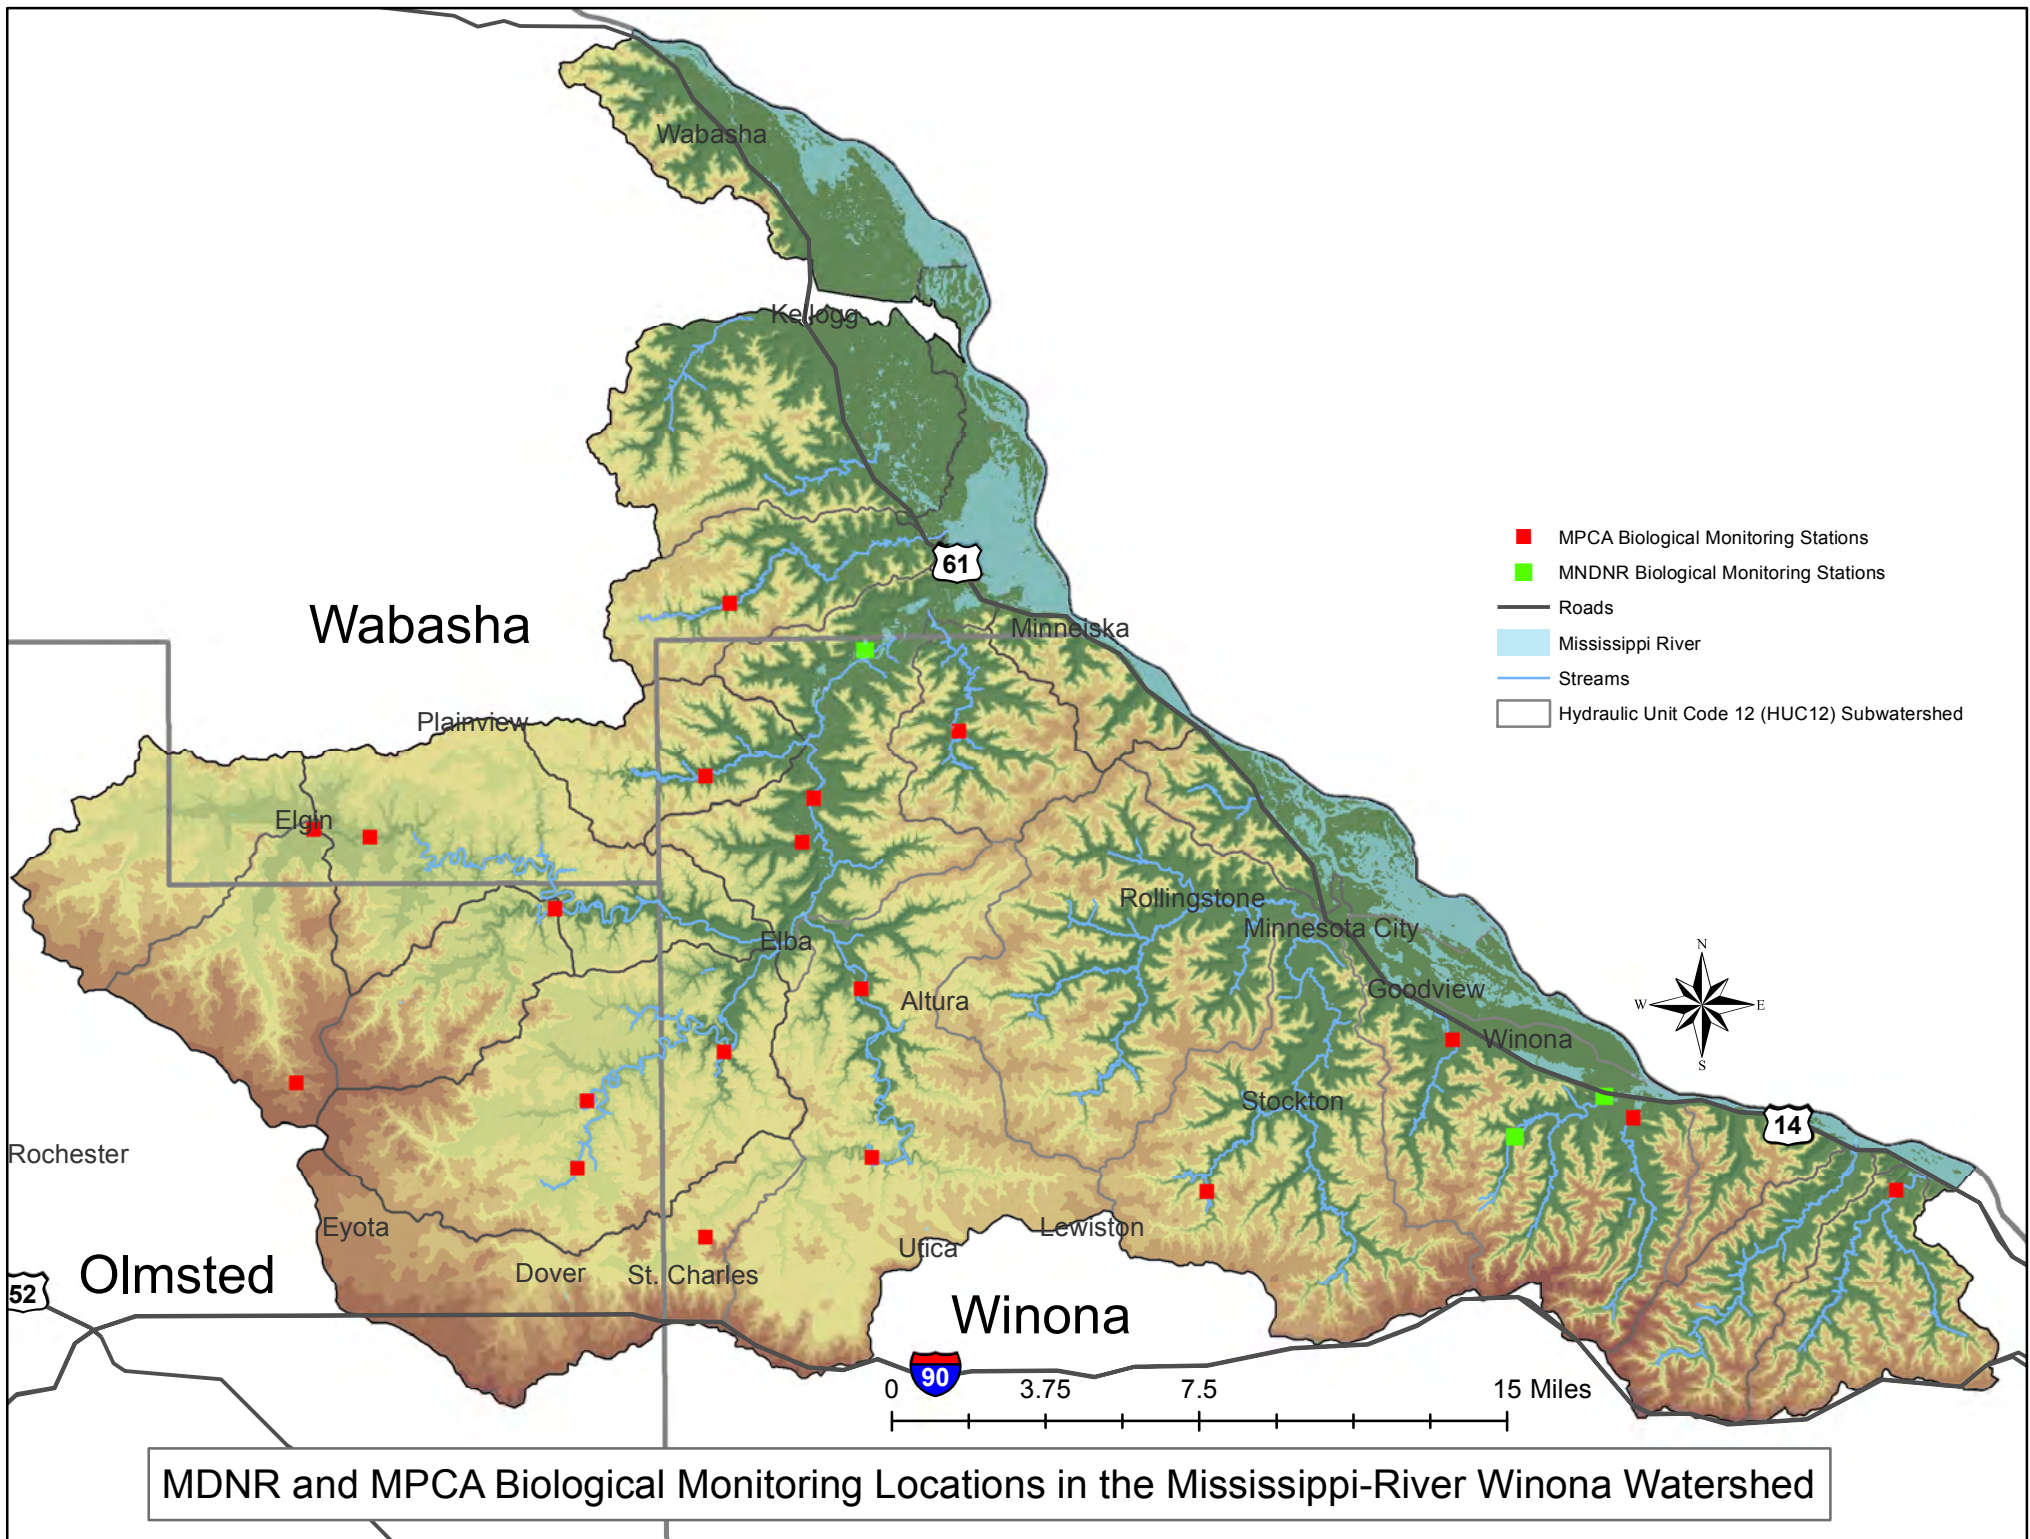 Wabasha
Kellogg
61
MPCA Biological Monitoring Stations
MNDNR Biological Monitoring Stations
Roads
Mississippi River
Streams
Hydraulic Unit Code 12 (HUC12) Subwatershed
Wabasha
Minneiska
Plainview
Elgin
Rollingstone
Minnesota City
Elba
Altura
Goodview
Winona
N
W
E
S
Stockton
14
Rochester
Eyota
Lewiston
Utica
Dover
St. Charles
Olmsted
52
Winona
90
0
3.75
7.5
15 Miles
MDNR and MPCA Biological Monitoring Locations in the Mississippi-River Winona Watershed